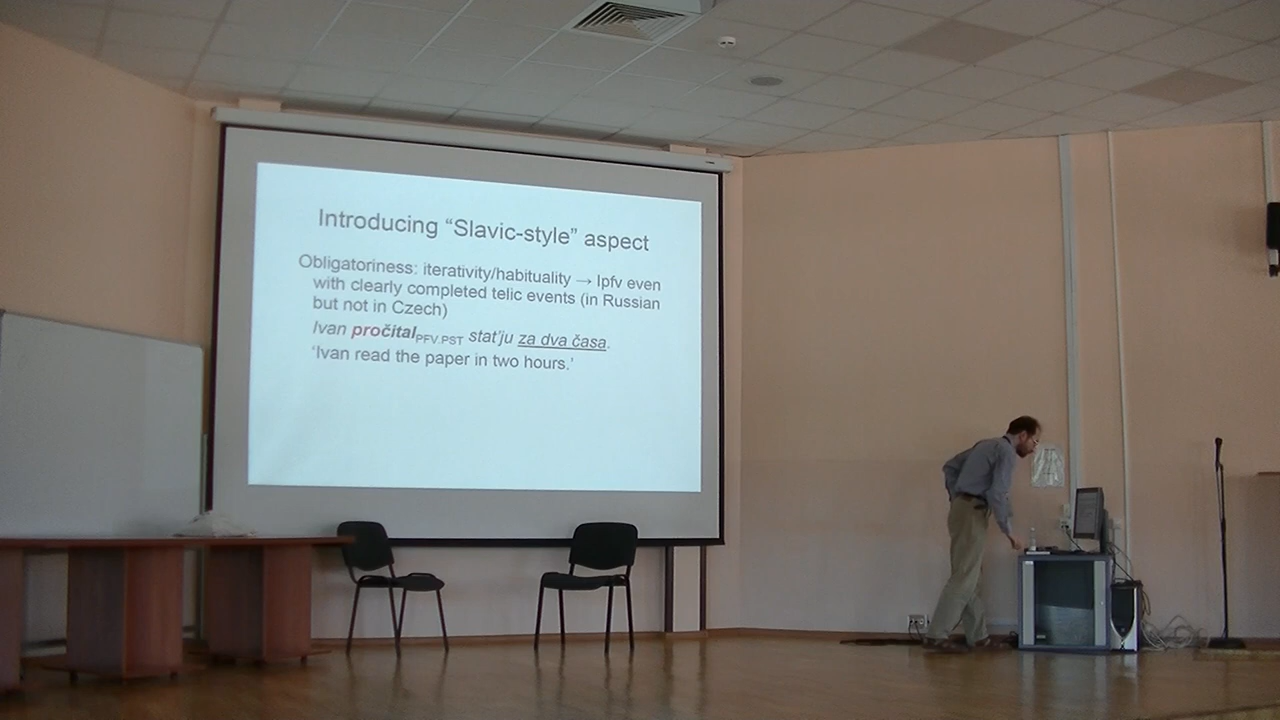 Introducing “Slavic-style” aspect
Obligatoriness: iterativity/habituality → Ipfv even
with clearly completed telic events (in Russian
but not in Czech)
Ivan pročitalPFV.PST stat’ju za dva časa.
‘Ivan read the paper in two hours.’